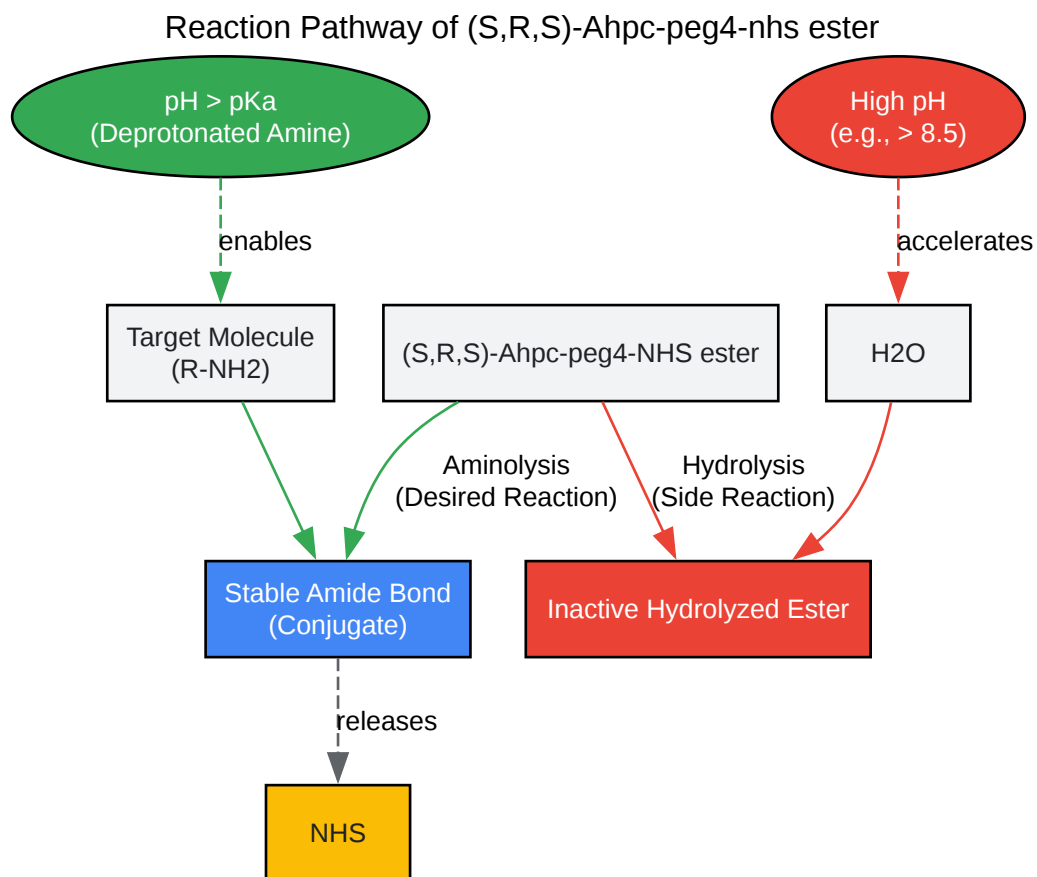 Reaction Pathway of (S,R,S)-Ahpc-peg4-nhs ester
pH > pKa
(Deprotonated Amine)
High pH
(e.g., > 8.5)
enables
accelerates
Target Molecule
(R-NH2)
(S,R,S)-Ahpc-peg4-NHS ester
H2O
Aminolysis
(Desired Reaction)
Hydrolysis
(Side Reaction)
Stable Amide Bond
(Conjugate)
Inactive Hydrolyzed Ester
releases
NHS